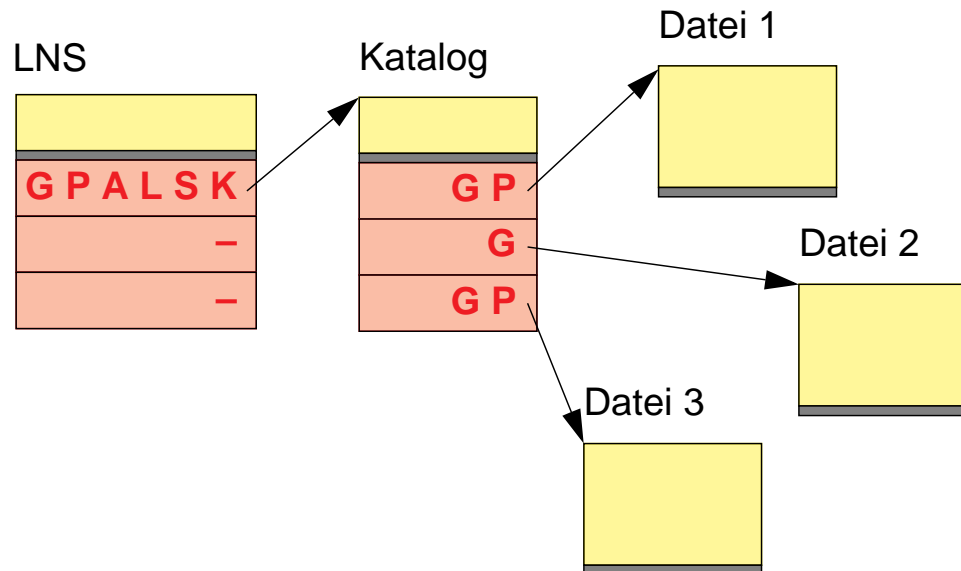 Datei 1
LNS
Katalog
G P A L S K
G P
–
G
Datei 2
–
G P
Datei 3